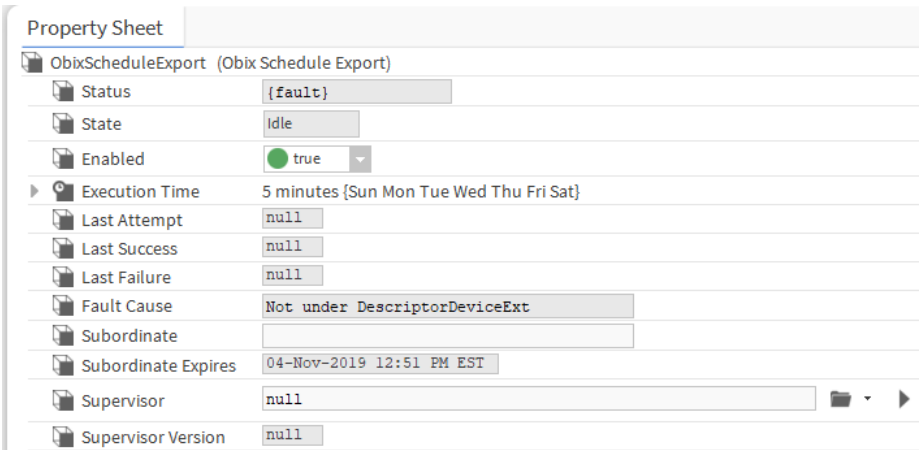 Property Sheet
ObixScheduleExport (Obix Schedule Export)
Status {fault}
State Idle
Enabled true
Execution Time 5 minutes {Sun Mon Tue Wed Thu Fri Sat}
Last Attempt null
Last Success null
Last Failure null
Fault Cause Not under DescriptorDeviceExt
Subordinate
Subordinate Expires 04-Nov-2019 12:51 PM EST
Supervisor null
Supervisor Version null